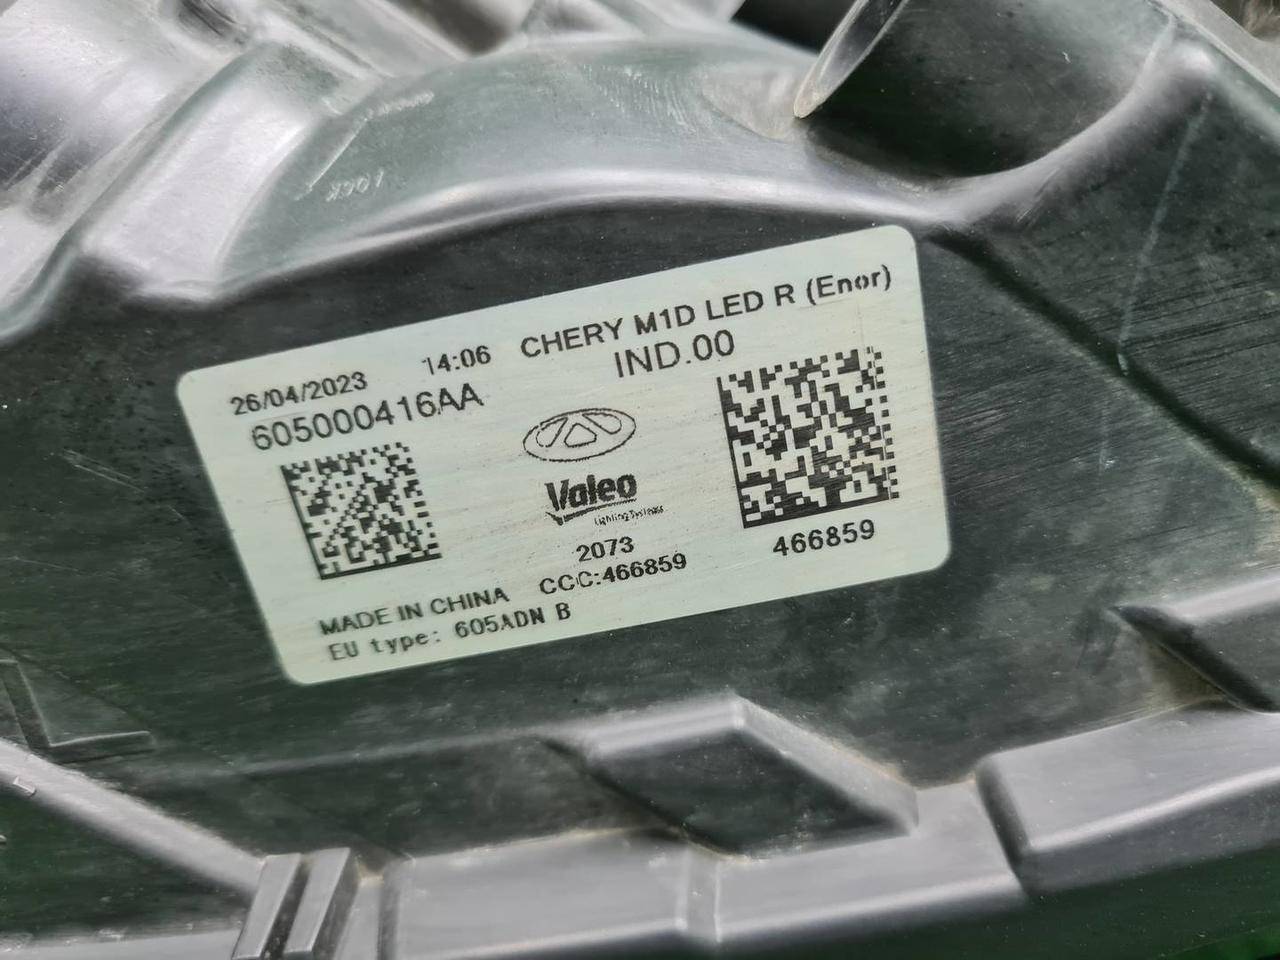 LOCK
26/04/2023 14:06 CHERY M1D LED R (Enor)
605000416AA IND.00
Valeo
Lighting Systems
2073
CCC:466859
466859
MADE IN CHINA
EU type: 605ADN B